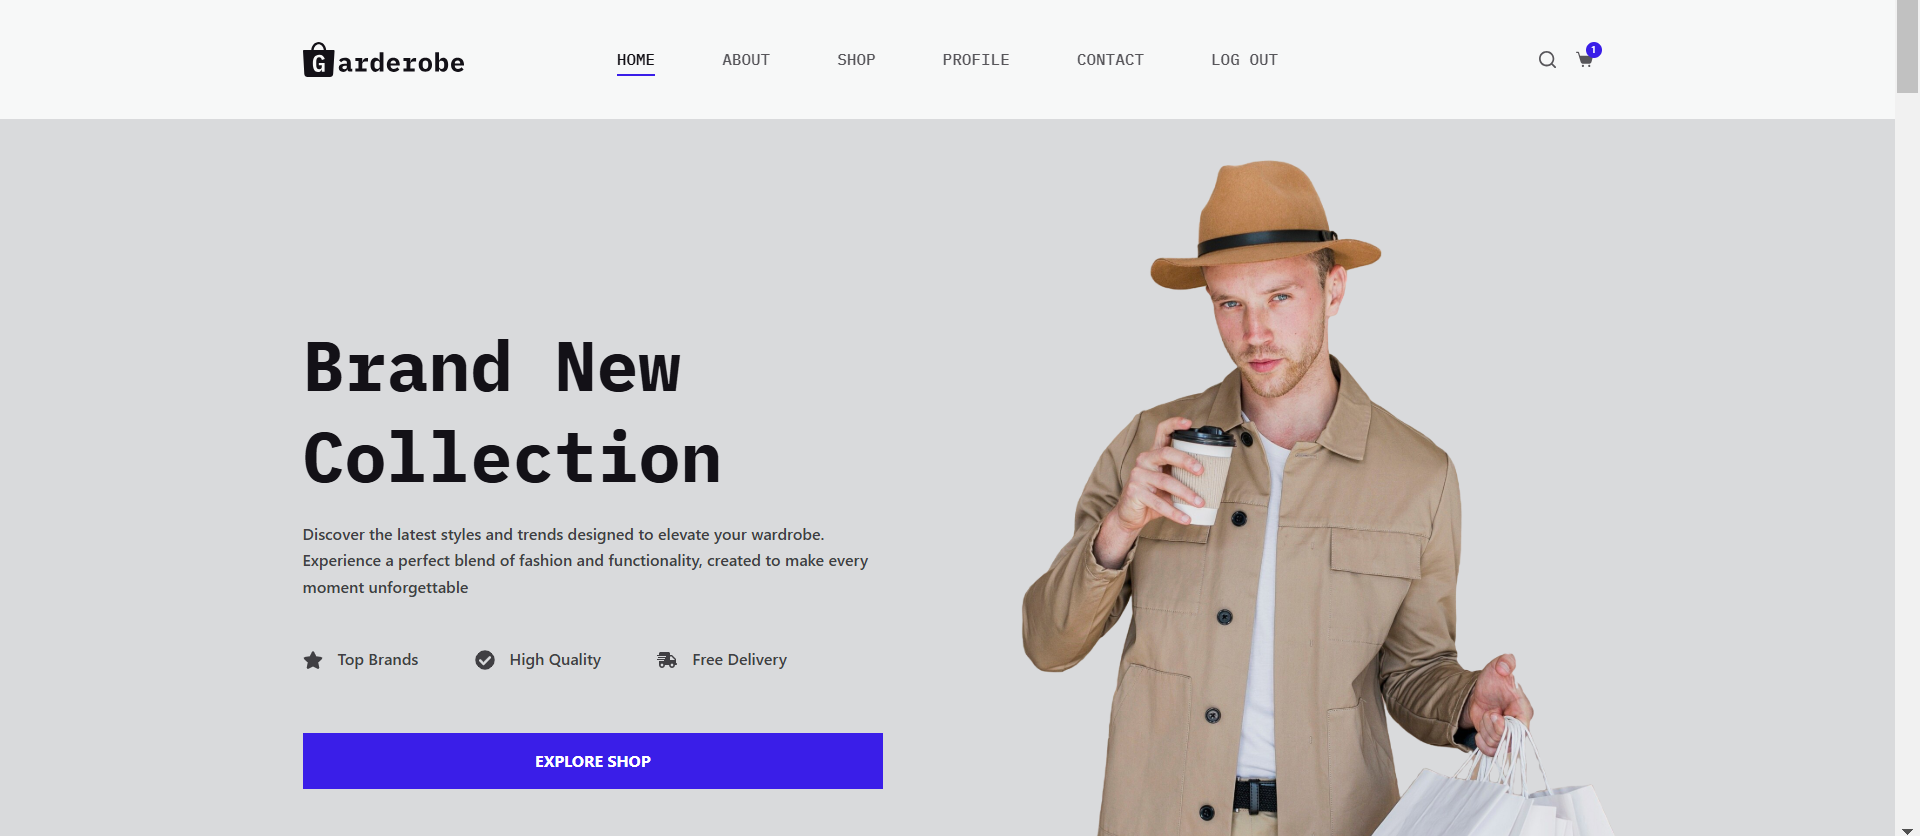 Garderobe
HOME ABOUT SHOP PROFILE CONTACT LOG OUT
1
Brand New
Collection
Discover the latest styles and trends designed to elevate your wardrobe.
Experience a perfect blend of fashion and functionality, created to make every
moment unforgettable
Top Brands High Quality Free Delivery
EXPLORE SHOP